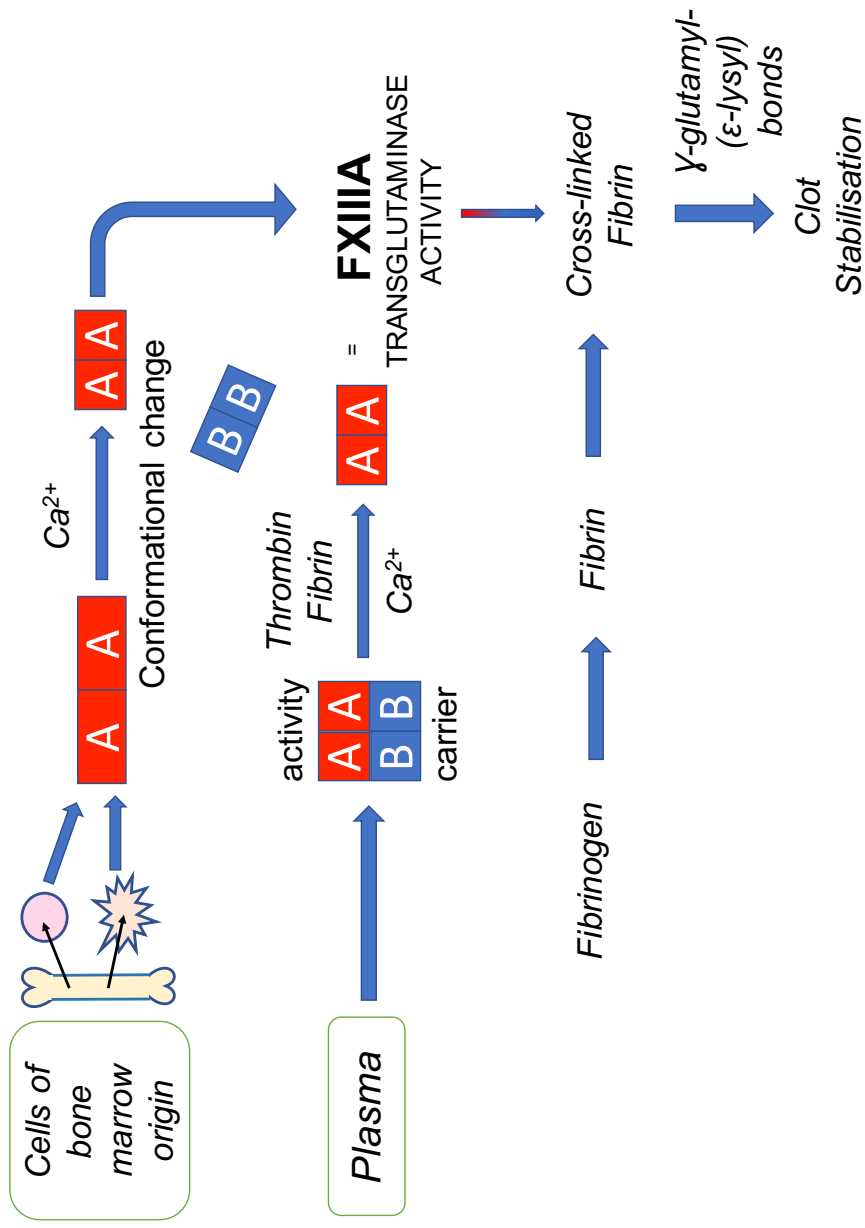 Cells of
bone
marrow
origin
A A
Ca²⁺
Conformational change
A A
B B
Plasma
activity
A A
B B
carrier
Thrombin
Fibrin
Ca²⁺
A A
=
FXIIIA
TRANSGLUTAMINASE
ACTIVITY
Fibrinogen
Fibrin
Cross-linked
Fibrin
Ɣ-glutamyl-
(ε-lysyl)
bonds
Clot
Stabilisation